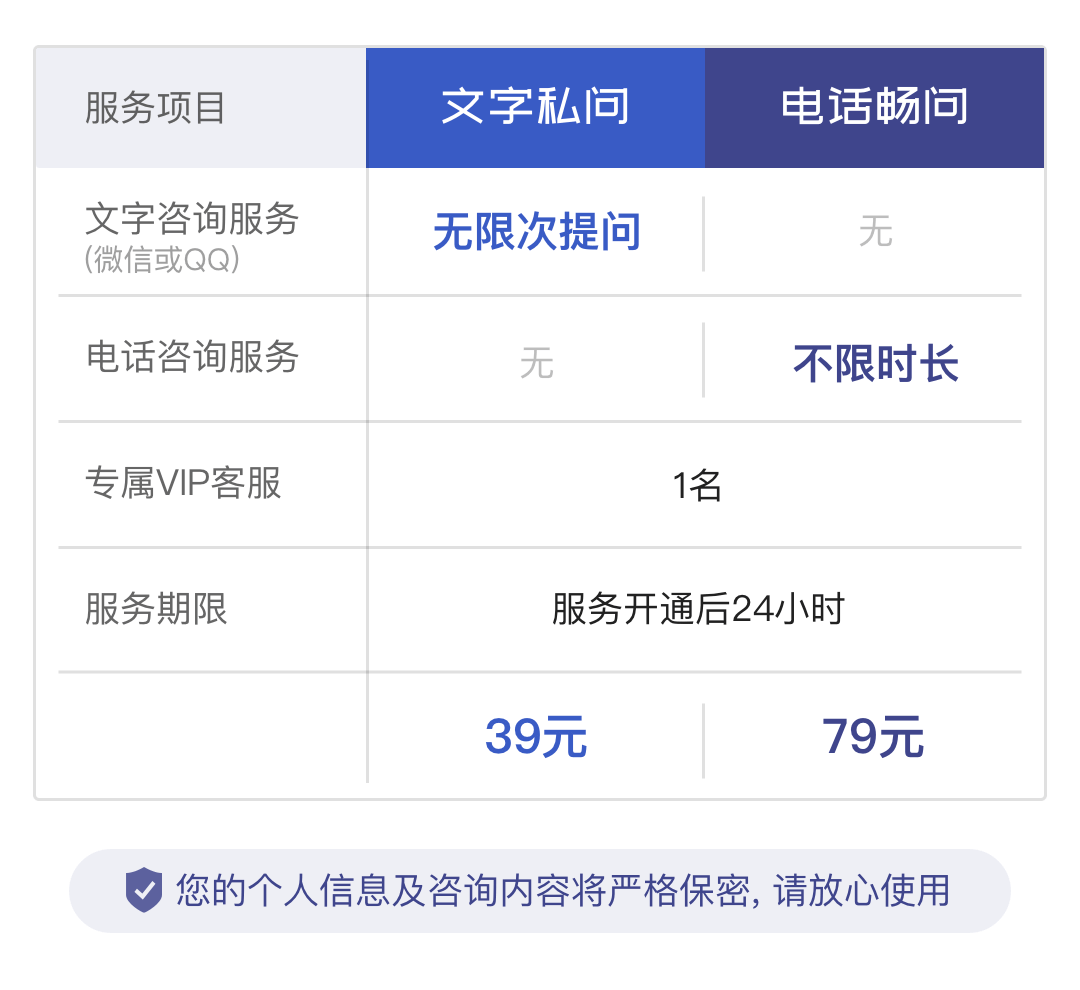 服务项目 文字私问 电话畅问
文字咨询服务 无限次提问 无
(微信或QQ)
电话咨询服务 无 不限时长
专属VIP客服 1名
服务期限 服务开通后24小时
39元 79元
您的个人信息及咨询内容将严格保密, 请放心使用